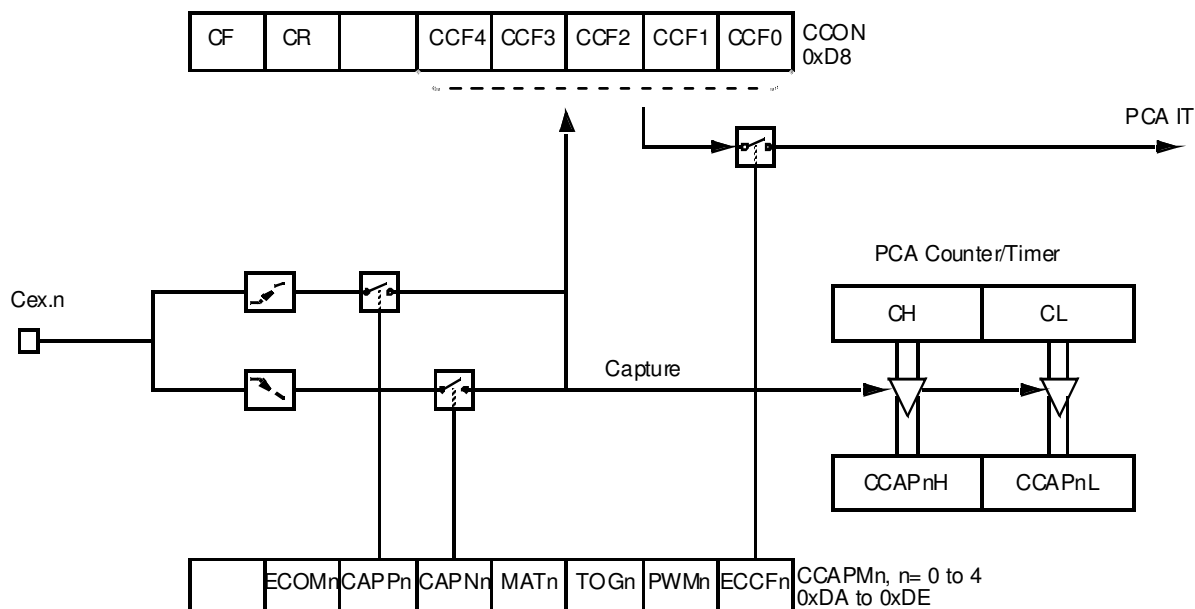 CF CR CCF4 CCF3 CCF2 CCF1 CCF0 CCON
0xD8
PCA IT
PCA Counter/Timer
Cex.n
CH CL
Capture
CCAPnH CCAPnL
ECOMn CAPPn CAPNn MATn TOGn PWMn ECCFn CCAPMn, n= 0 to 4
0xDA to 0xDE